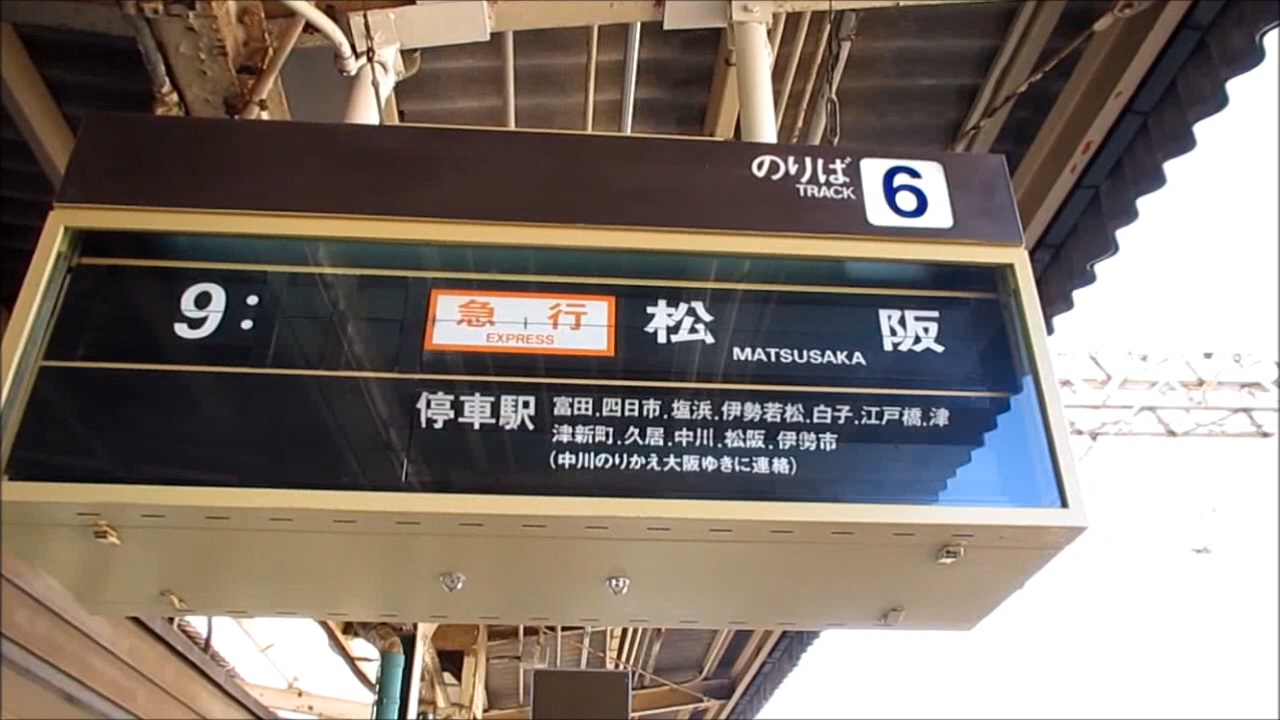 のりば
TRACK 6
9: 急行 松阪
EXPRESS MATSUSAKA
停車駅 富田.四日市.塩浜.伊勢若松.白子.江戸橋.津
津新町.久居.中川.松阪.伊勢市
(中川のりかえ大阪ゆきに連絡)